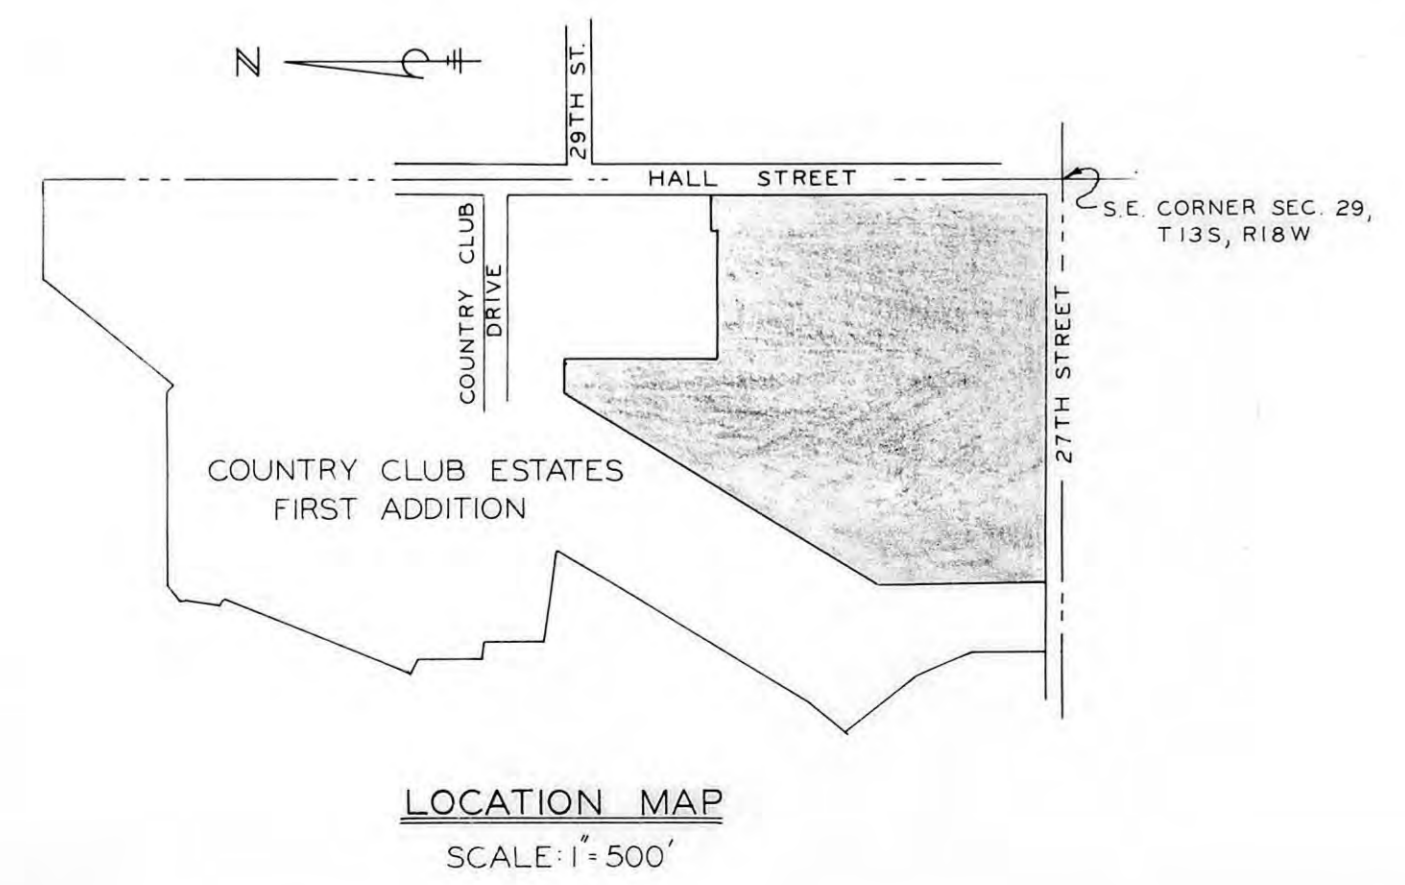 N
29TH ST.
HALL STREET
S.E. CORNER SEC. 29,
T13S, R18W
COUNTRY CLUB
DRIVE
27TH STREET
COUNTRY CLUB ESTATES
FIRST ADDITION
LOCATION MAP
SCALE: 1" = 500'